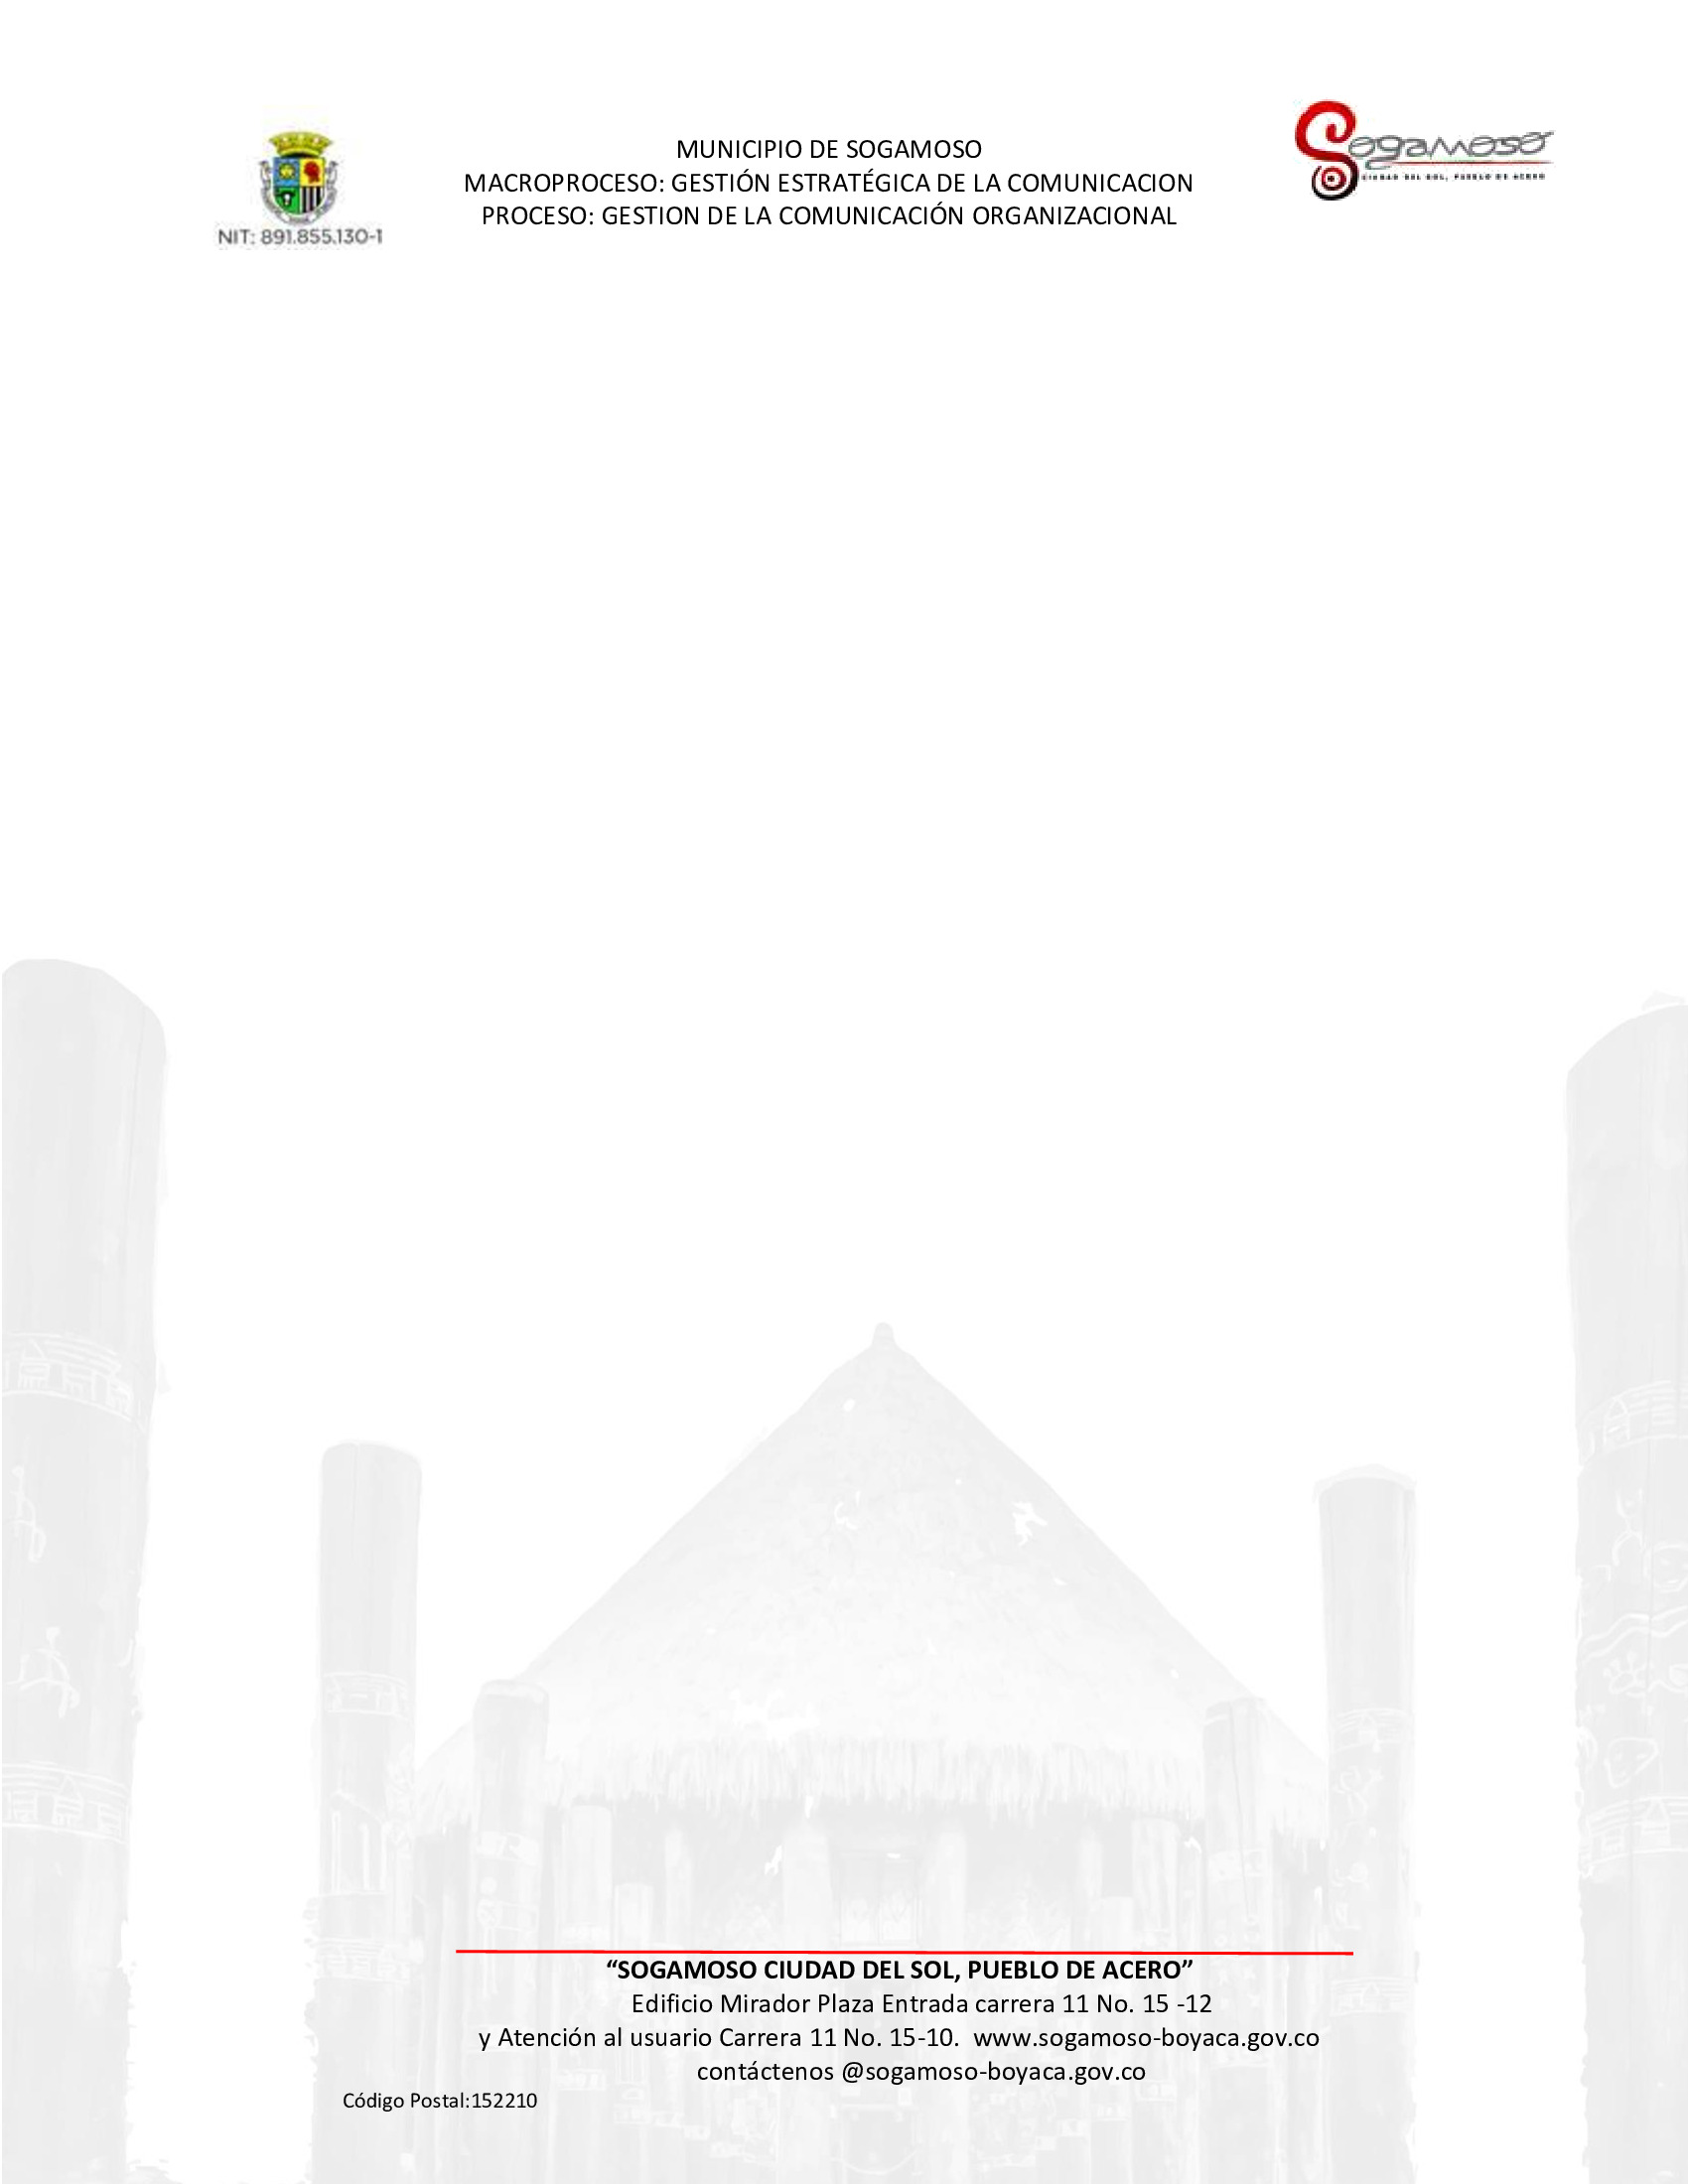 MUNICIPIO DE SOGAMOSO
MACROPROCESO: GESTIÓN ESTRATÉGICA DE LA COMUNICACION
PROCESO: GESTION DE LA COMUNICACIÓN ORGANIZACIONAL
NIT: 891.855.130-1
Sogamoso
CIUDAD DEL SOL, PUEBLO DE ACERO
“SOGAMOSO CIUDAD DEL SOL, PUEBLO DE ACERO”
Edificio Mirador Plaza Entrada carrera 11 No. 15 -12
y Atención al usuario Carrera 11 No. 15-10.  www.sogamoso-boyaca.gov.co
contáctenos @sogamoso-boyaca.gov.co
Código Postal:152210